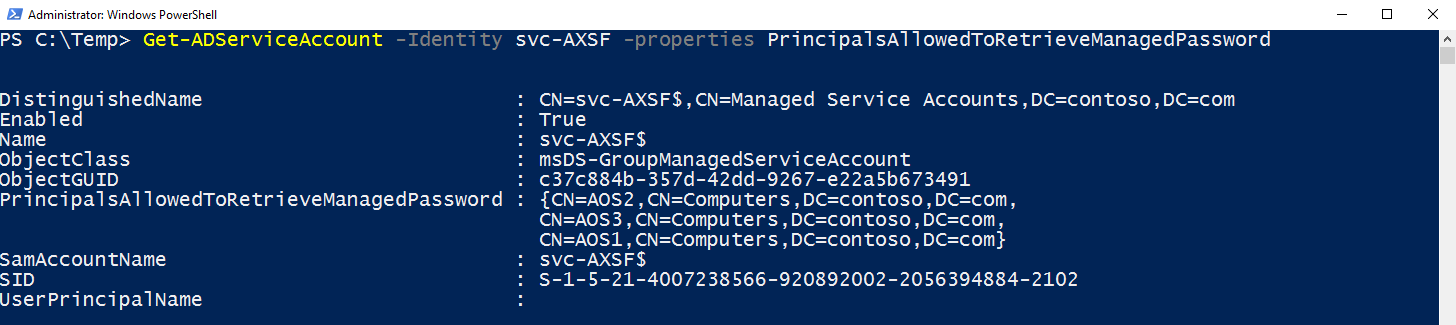 Administrator: Windows PowerShell
PS C:\Temp> Get-ADServiceAccount -Identity svc-AXSF -properties PrincipalsAllowedToRetrieveManagedPassword
DistinguishedName : CN=svc-AXSF$,CN=Managed Service Accounts,DC=contoso,DC=com
Enabled : True
Name : svc-AXSF$
ObjectClass : msDS-GroupManagedServiceAccount
ObjectGUID : c37c884b-357d-42dd-9267-e22a5b673491
PrincipalsAllowedToRetrieveManagedPassword : {CN=AOS2,CN=Computers,DC=contoso,DC=com,
CN=AOS3,CN=Computers,DC=contoso,DC=com,
CN=AOS1,CN=Computers,DC=contoso,DC=com}
SamAccountName : svc-AXSF$
SID : S-1-5-21-4007238566-920892002-2056394884-2102
UserPrincipalName :